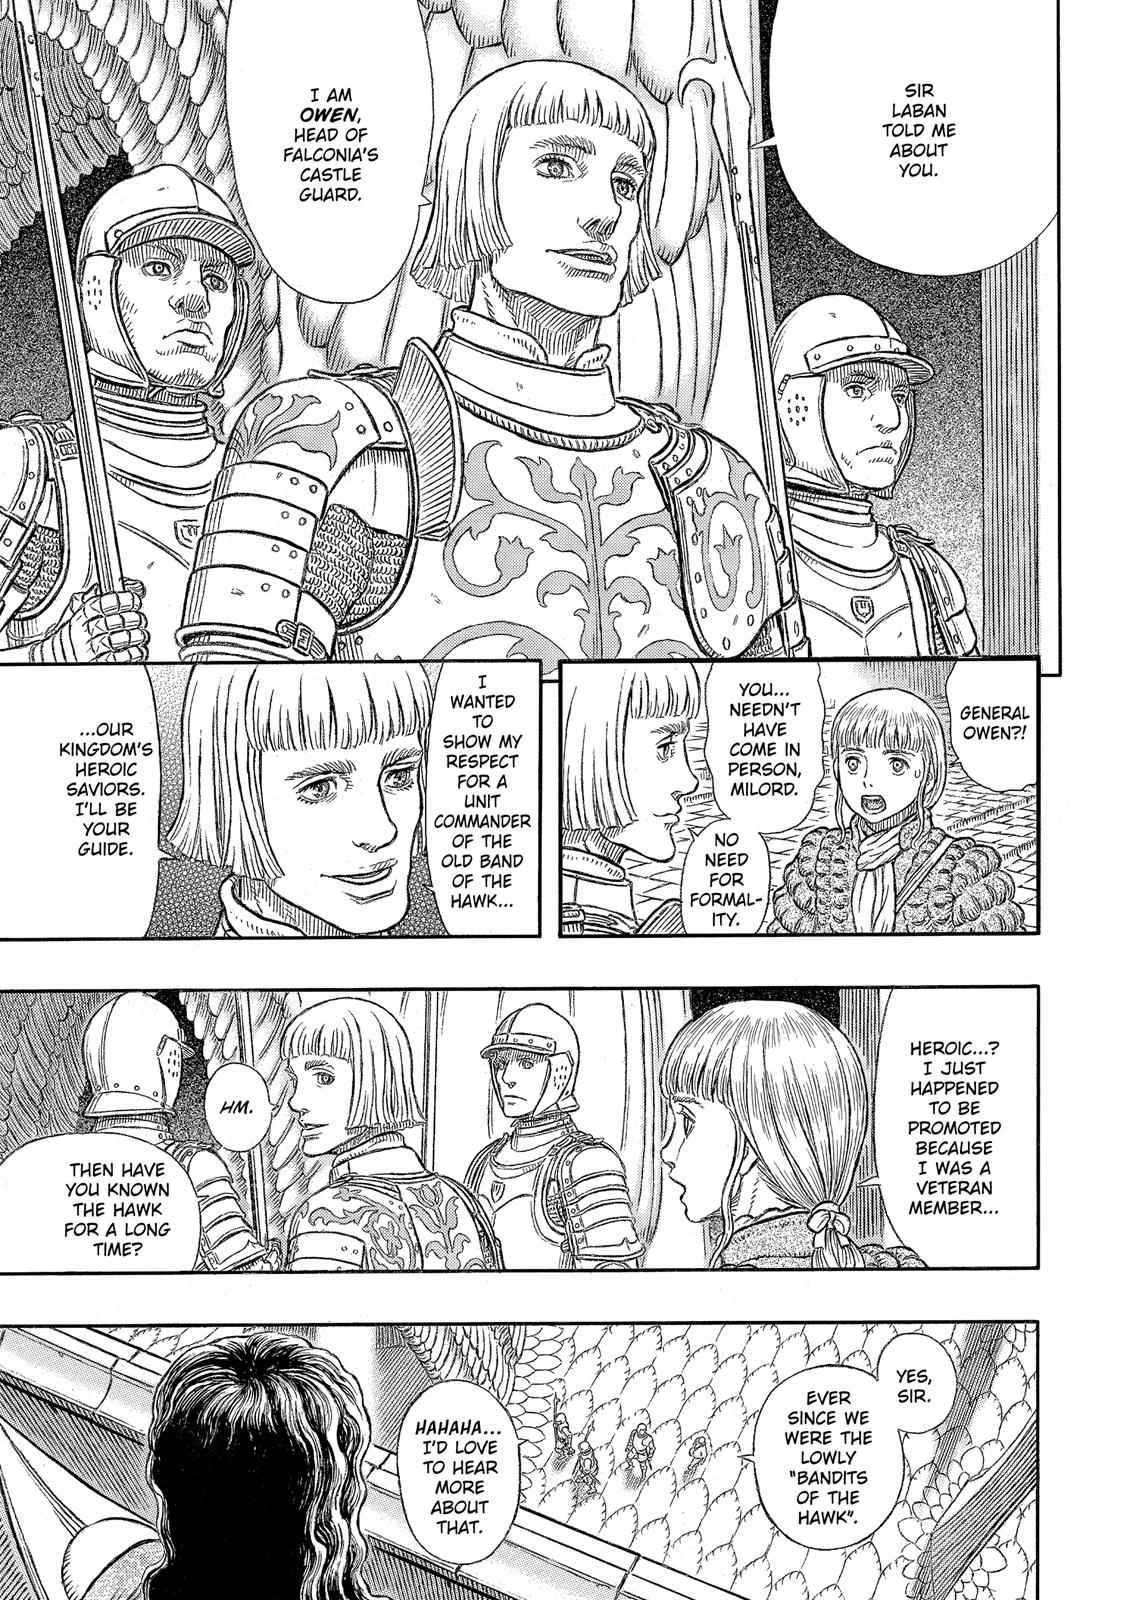 SIR
LABAN
TOLD ME
ABOUT
YOU.
I AM
OWEN,
HEAD OF
FALCONIA'S
CASTLE
GUARD.
GENERAL
OWEN?!
YOU...
NEEDN'T
HAVE
COME IN
PERSON,
MILORD.
NO
NEED
FOR
FORMAL-
ITY.
I
WANTED
TO
SHOW MY
RESPECT
FOR A
UNIT
COMMANDER
OF THE
OLD BAND
OF THE
HAWK...
...OUR
KINGDOM'S
HEROIC
SAVIORS.
I'LL BE
YOUR
GUIDE.
HEROIC...?
I JUST
HAPPENED
TO BE
PROMOTED
BECAUSE
I WAS A
VETERAN
MEMBER...
HM.
THEN HAVE
YOU KNOWN
THE HAWK
FOR A LONG
TIME?
YES,
SIR.
EVER
SINCE WE
WERE THE
LOWLY
"BANDITS
OF THE
HAWK".
HAHAHA...
I'D LOVE
TO HEAR
MORE
ABOUT
THAT.